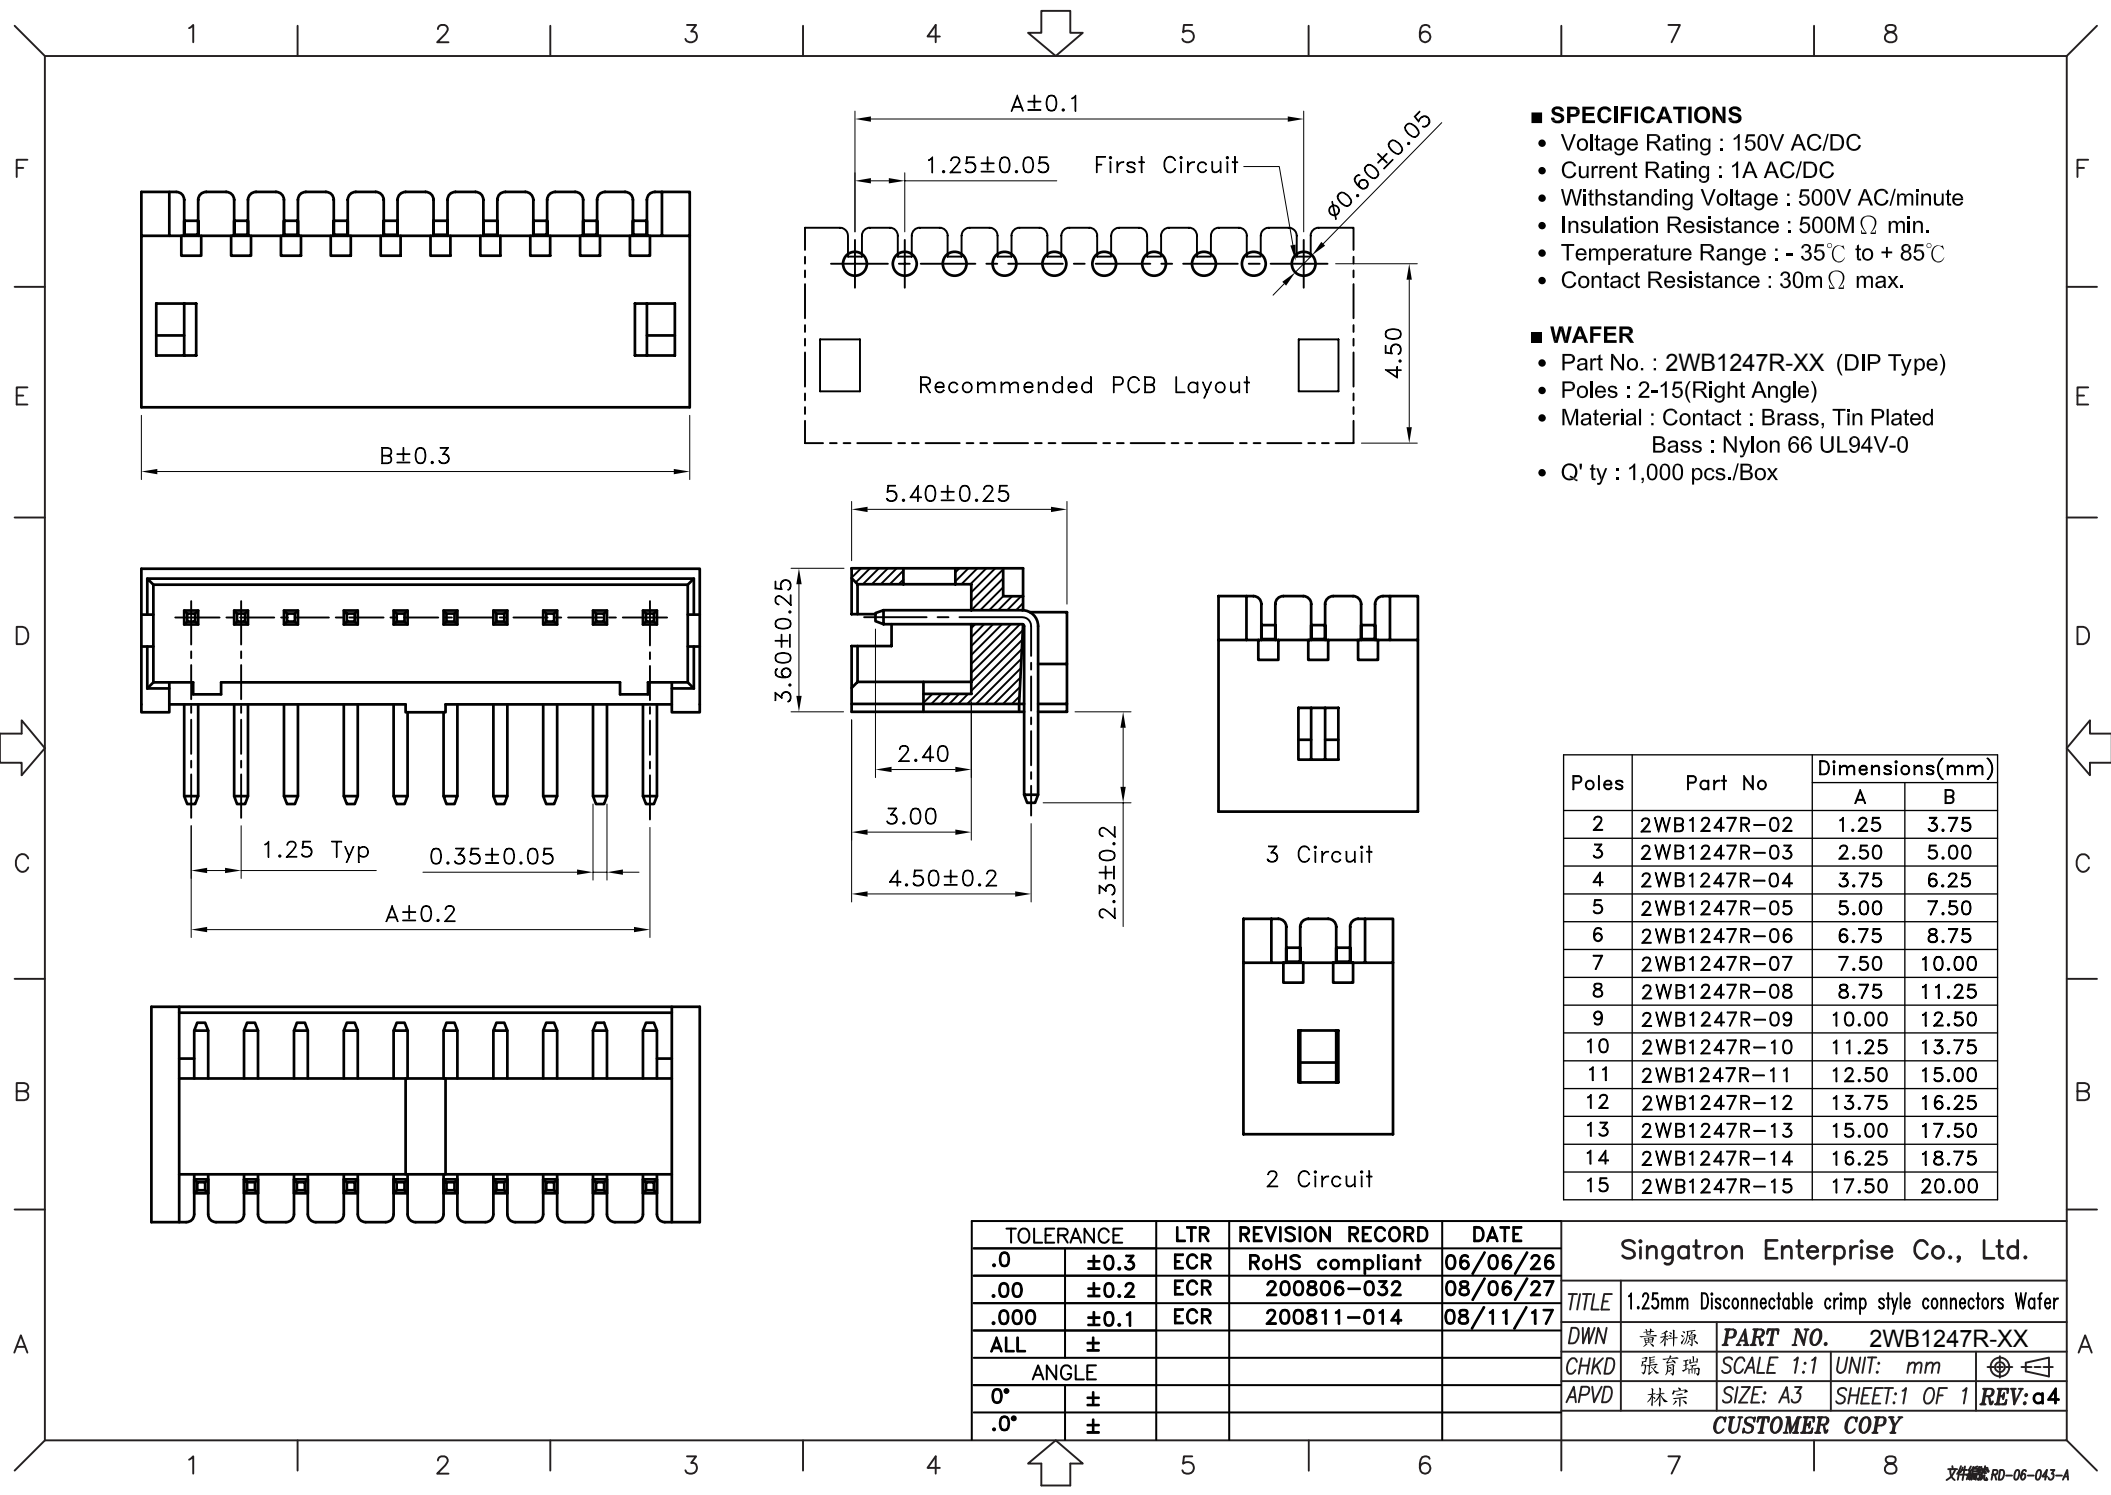 1 2 3 4 5 6 7 8
F E D C B A
F E D C B A
1 2 3 4 5 6 7 8
B±0.3
A±0.1
1.25±0.05
First Circuit
ø0.60±0.05
4.50
Recommended PCB Layout
■ SPECIFICATIONS
• Voltage Rating : 150V AC/DC
• Current Rating : 1A AC/DC
• Withstanding Voltage : 500V AC/minute
• Insulation Resistance : 500MΩ min.
• Temperature Range : - 35℃ to + 85℃
• Contact Resistance : 30mΩ max.
■ WAFER
• Part No. : 2WB1247R-XX (DIP Type)
• Poles : 2-15(Right Angle)
• Material : Contact : Brass, Tin Plated
Bass : Nylon 66 UL94V-0
• Q' ty : 1,000 pcs./Box
1.25 Typ
0.35±0.05
A±0.2
5.40±0.25
3.60±0.25
2.40
3.00
4.50±0.2
2.3±0.2
3 Circuit
2 Circuit
Poles Part No Dimensions(mm)
A B
2 2WB1247R-02 1.25 3.75
3 2WB1247R-03 2.50 5.00
4 2WB1247R-04 3.75 6.25
5 2WB1247R-05 5.00 7.50
6 2WB1247R-06 6.75 8.75
7 2WB1247R-07 7.50 10.00
8 2WB1247R-08 8.75 11.25
9 2WB1247R-09 10.00 12.50
10 2WB1247R-10 11.25 13.75
11 2WB1247R-11 12.50 15.00
12 2WB1247R-12 13.75 16.25
13 2WB1247R-13 15.00 17.50
14 2WB1247R-14 16.25 18.75
15 2WB1247R-15 17.50 20.00
TOLERANCE LTR REVISION RECORD DATE
.0 ±0.3 ECR RoHS compliant 06/06/26
.00 ±0.2 ECR 200806-032 08/06/27
.000 ±0.1 ECR 200811-014 08/11/17
ALL ±
ANGLE
0° ±
.0° ±
Singatron Enterprise Co., Ltd.
TITLE 1.25mm Disconnectable crimp style connectors Wafer
DWN 黃科源 PART NO. 2WB1247R-XX
CHKD 張育瑞 SCALE 1:1 UNIT: mm
APVD 林宗 SIZE: A3 SHEET:1 OF 1 REV:a4
CUSTOMER COPY
文件編號 RD-06-043-A